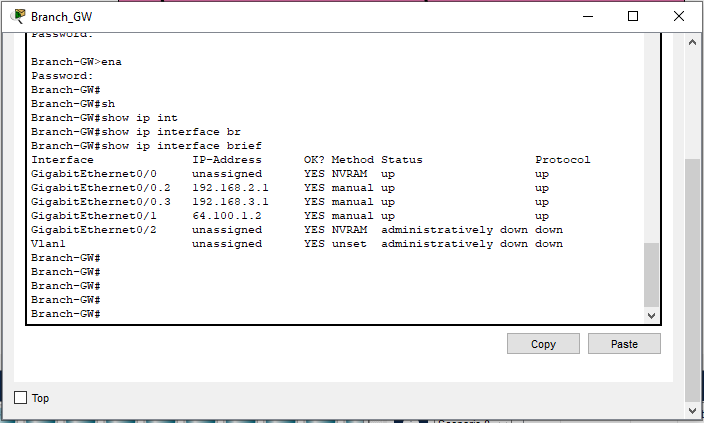 Branch_GW
Password:
Branch-GW>ena
Password:
Branch-GW#
Branch-GW#sh
Branch-GW#show ip int
Branch-GW#show ip interface br
Branch-GW#show ip interface brief
Interface IP-Address OK? Method Status Protocol
GigabitEthernet0/0 unassigned YES NVRAM up up
GigabitEthernet0/0.2 192.168.2.1 YES manual up up
GigabitEthernet0/0.3 192.168.3.1 YES manual up up
GigabitEthernet0/1 64.100.1.2 YES manual up up
GigabitEthernet0/2 unassigned YES NVRAM administratively down down
Vlan1 unassigned YES unset administratively down down
Branch-GW#
Branch-GW#
Branch-GW#
Branch-GW#
Branch-GW#
Copy Paste
Top